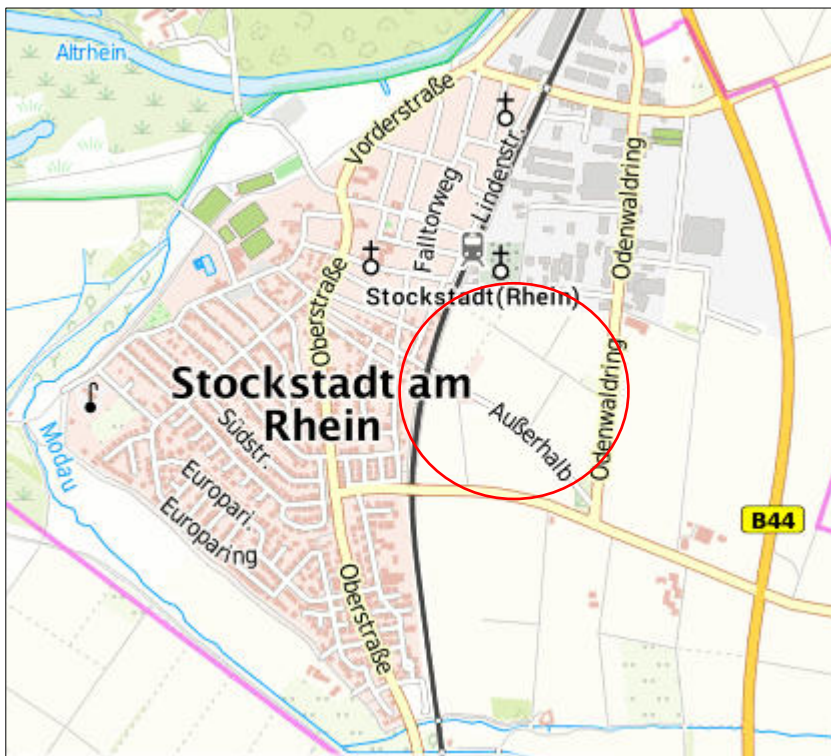 Altrhein
Vorderstraße
Lindenstr.
Falltorweg
Odenwaldring
Stockstadt(Rhein)
Oberstraße
Odenwaldring
Stockstadt am
Rhein
Außerhalb
Südstr.
Modau
Europari.
Europaring
B44
Oberstraße